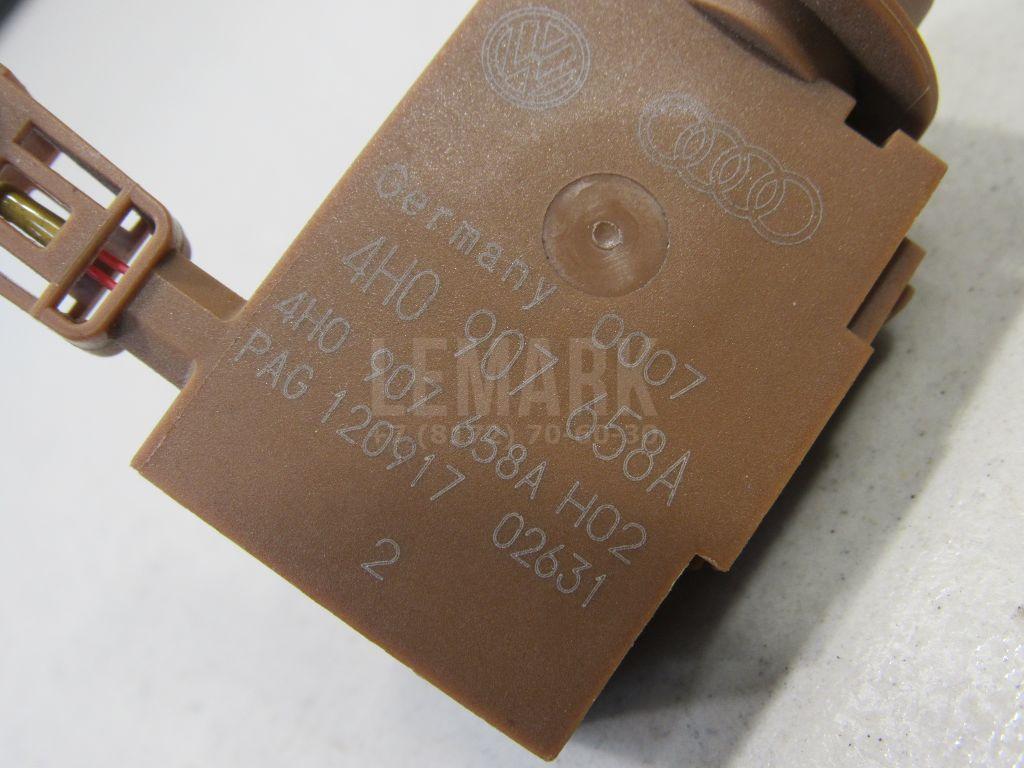 Germany 0007
4H0 907 658A
4H0 907 658A H02
PAG 120917 02631
2
LEMARK